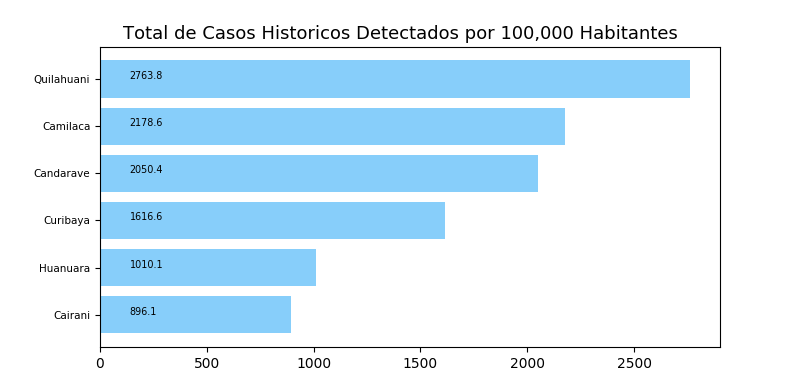 Total de Casos Historicos Detectados por 100,000 Habitantes
Quilahuani 2763.8
Camilaca 2178.6
Candarave 2050.4
Curibaya 1616.6
Huanuara 1010.1
Cairani 896.1
0 500 1000 1500 2000 2500